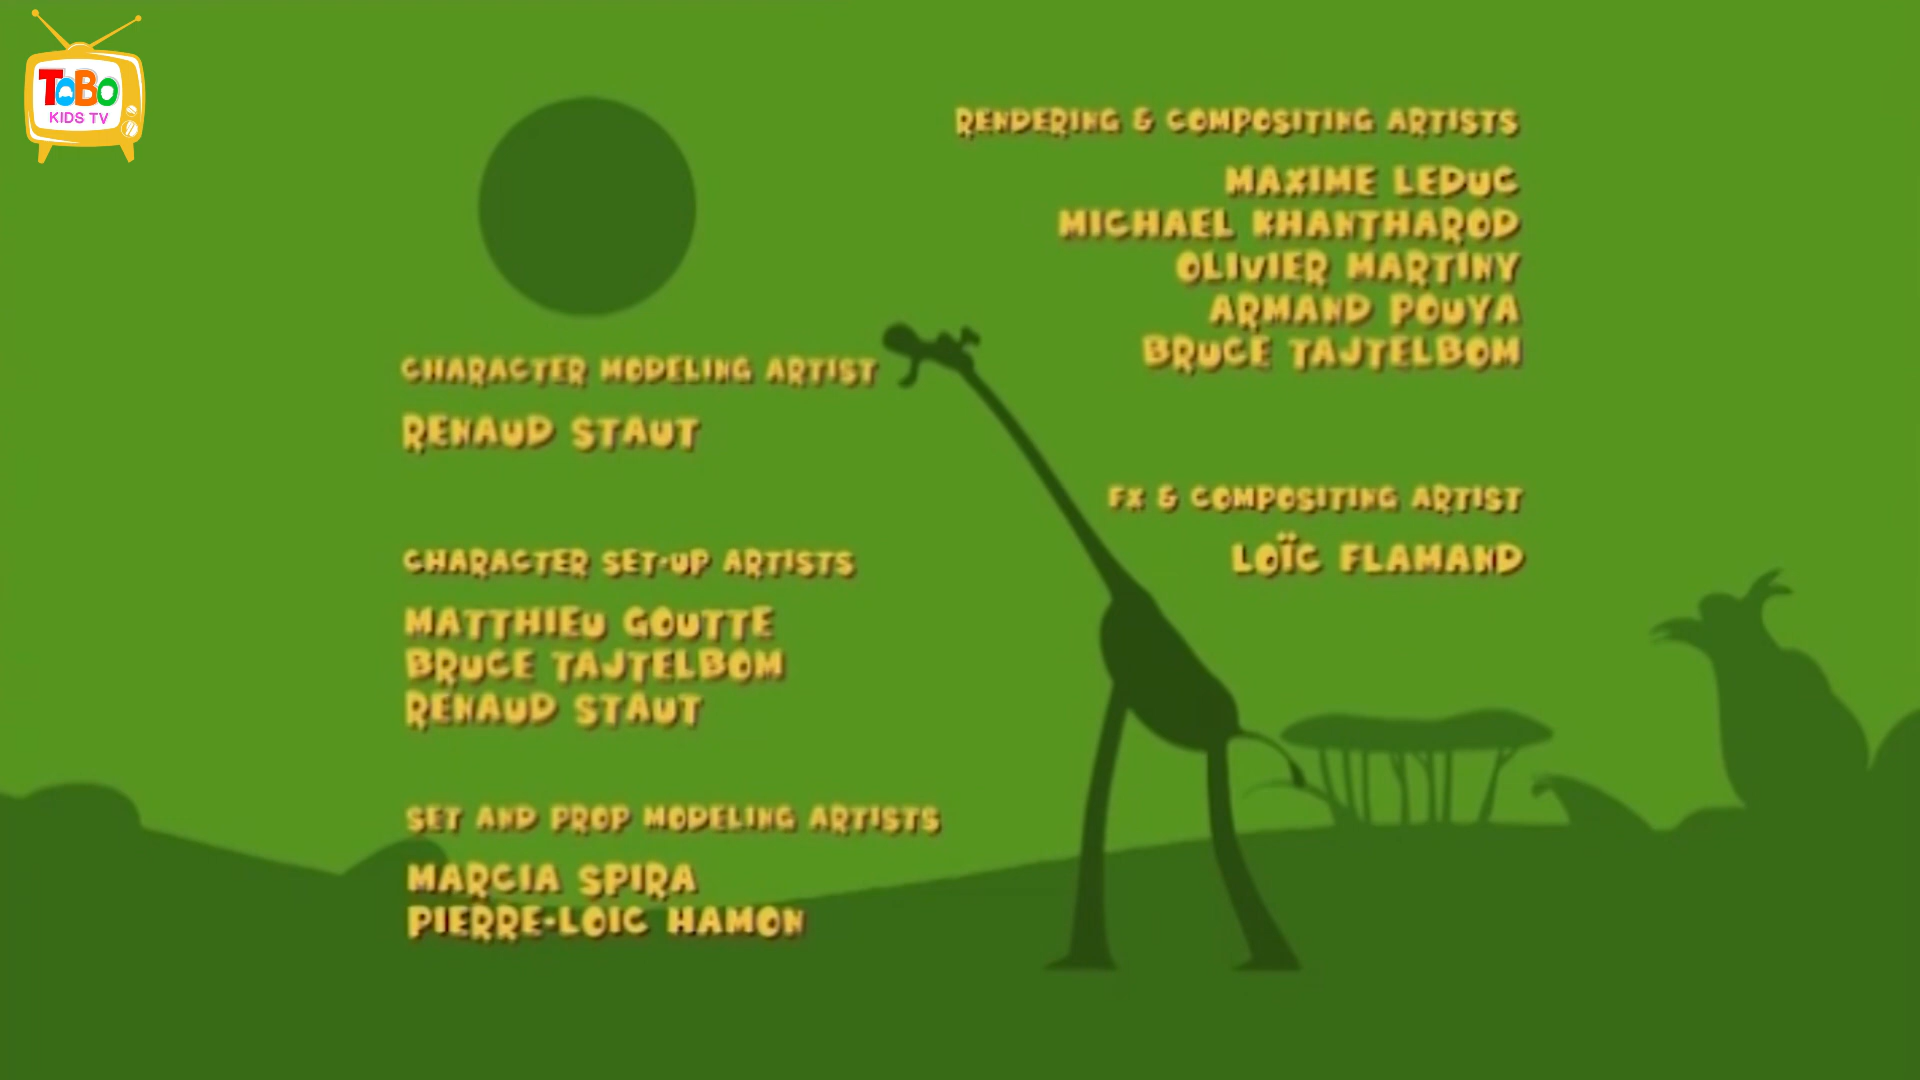 ToBo
KIDS TV
CHARACTER MODELING ARTIST
RENAUD STAUT
CHARACTER SET-UP ARTISTS
MATTHIEU GOUTTE
BRUCE TAJTELBOM
RENAUD STAUT
SET AND PROP MODELING ARTISTS
MARCIA SPIRA
PIERRE-LOIC HAMON
RENDERING & COMPOSITING ARTISTS
MAXIME LEDUC
MICHAEL KHANTHAROD
OLIVIER MARTINY
ARMAND POUYA
BRUCE TAJTELBOM
FX & COMPOSITING ARTIST
LOÏC FLAMAND